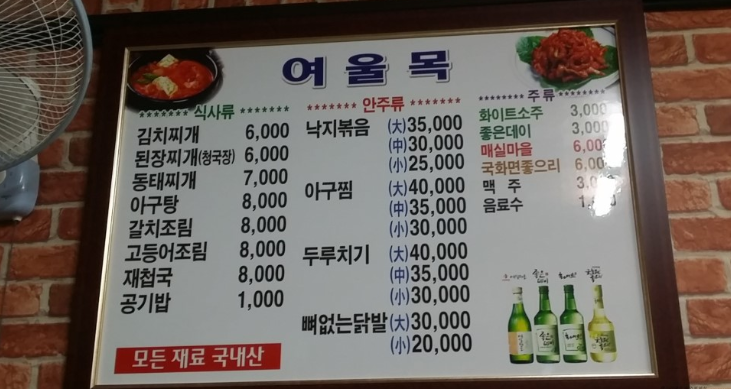 여울목
******* 식사류 *******
김치찌개 6,000
된장찌개(청국장) 6,000
동태찌개 7,000
아구탕 8,000
갈치조림 8,000
고등어조림 8,000
재첩국 8,000
공기밥 1,000
모든 재료 국내산
******* 안주류 *******
낙지볶음 (大)35,000
(中)30,000
(小)25,000
아구찜 (大)40,000
(中)35,000
(小)30,000
두루치기 (大)40,000
(中)35,000
(小)30,000
뼈없는닭발 (大)30,000
(小)20,000
******** 주류 ********
화이트소주 3,000
좋은데이 3,000
매실마을 6,000
국화면좋으리 6,000
맥 주
음료수